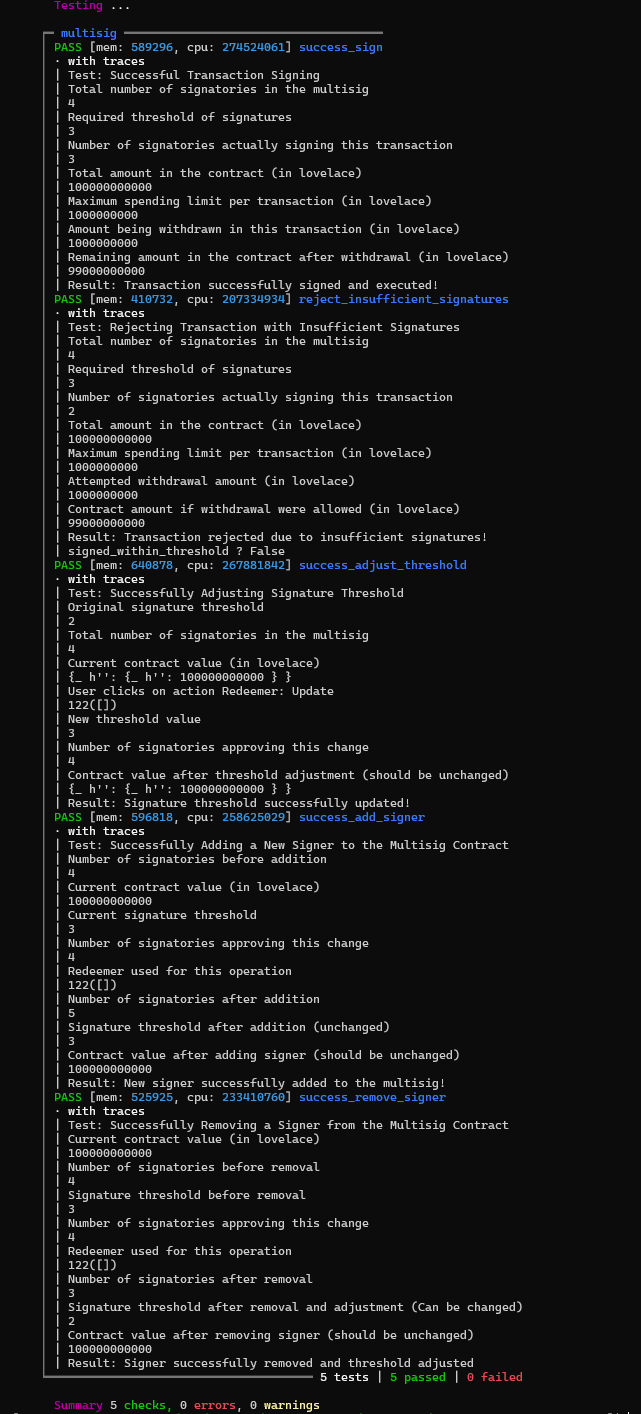 Testing ...
multisig
PASS [mem: 589296, cpu: 274524061] success_sign
· with traces
| Test: Successful Transaction Signing
| Total number of signatories in the multisig
| 4
| Required threshold of signatures
| 3
| Number of signatories actually signing this transaction
| 3
| Total amount in the contract (in lovelace)
| 100000000000
| Maximum spending limit per transaction (in lovelace)
| 1000000000
| Amount being withdrawn in this transaction (in lovelace)
| 1000000000
| Remaining amount in the contract after withdrawal (in lovelace)
| 99000000000
| Result: Transaction successfully signed and executed!
PASS [mem: 410732, cpu: 207334934] reject_insufficient_signatures
· with traces
| Test: Rejecting Transaction with Insufficient Signatures
| Total number of signatories in the multisig
| 4
| Required threshold of signatures
| 3
| Number of signatories actually signing this transaction
| 2
| Total amount in the contract (in lovelace)
| 100000000000
| Maximum spending limit per transaction (in lovelace)
| 1000000000
| Attempted withdrawal amount (in lovelace)
| 1000000000
| Contract amount if withdrawal were allowed (in lovelace)
| 99000000000
| Result: Transaction rejected due to insufficient signatures!
| signed_within_threshold ? False
PASS [mem: 640878, cpu: 267881842] success_adjust_threshold
· with traces
| Test: Successfully Adjusting Signature Threshold
| Original signature threshold
| 2
| Total number of signatories in the multisig
| 4
| Current contract value (in lovelace)
| {_ h'': {_ h'': 100000000000 } }
| User clicks on action Redeemer: Update
| 122([])
| New threshold value
| 3
| Number of signatories approving this change
| 4
| Contract value after threshold adjustment (should be unchanged)
| {_ h'': {_ h'': 100000000000 } }
| Result: Signature threshold successfully updated!
PASS [mem: 596818, cpu: 258625029] success_add_signer
· with traces
| Test: Successfully Adding a New Signer to the Multisig Contract
| Number of signatories before addition
| 4
| Current contract value (in lovelace)
| 100000000000
| Current signature threshold
| 3
| Number of signatories approving this change
| 4
| Redeemer used for this operation
| 122([])
| Number of signatories after addition
| 5
| Signature threshold after addition (unchanged)
| 3
| Contract value after adding signer (should be unchanged)
| 100000000000
| Result: New signer successfully added to the multisig!
PASS [mem: 525925, cpu: 233410760] success_remove_signer
· with traces
| Test: Successfully Removing a Signer from the Multisig Contract
| Current contract value (in lovelace)
| 100000000000
| Number of signatories before removal
| 4
| Signature threshold before removal
| 3
| Number of signatories approving this change
| 4
| Redeemer used for this operation
| 122([])
| Number of signatories after removal
| 3
| Signature threshold after removal and adjustment (Can be changed)
| 2
| Contract value after removing signer (should be unchanged)
| 100000000000
| Result: Signer successfully removed and threshold adjusted
5 tests | 5 passed | 0 failed
Summary 5 checks, 0 errors, 0 warnings